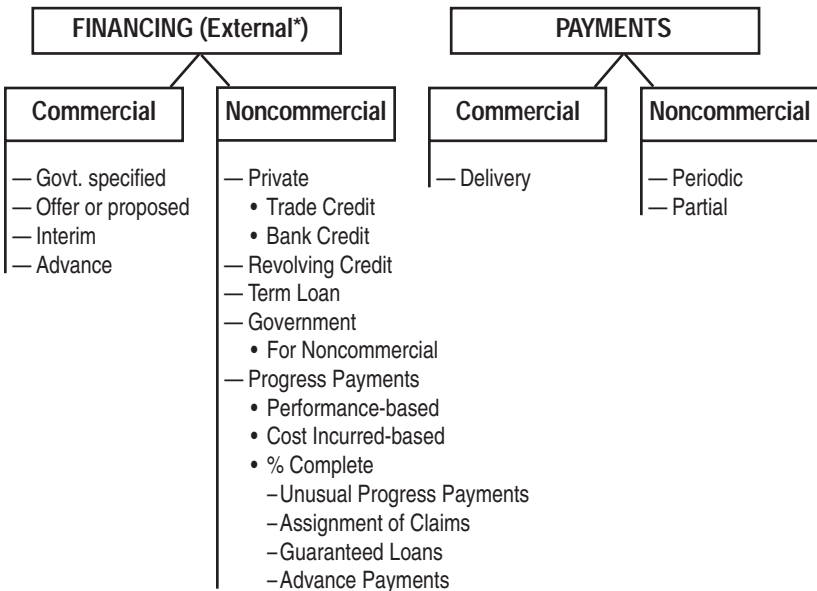 FINANCING (External*)
PAYMENTS
Commercial
Noncommercial
Commercial
Noncommercial
— Govt. specified
— Offer or proposed
— Interim
— Advance
— Private
• Trade Credit
• Bank Credit
— Revolving Credit
— Term Loan
— Government
• For Noncommercial
— Progress Payments
• Performance-based
• Cost Incurred-based
• % Complete
–Unusual Progress Payments
–Assignment of Claims
–Guaranteed Loans
–Advance Payments
— Delivery
— Periodic
— Partial